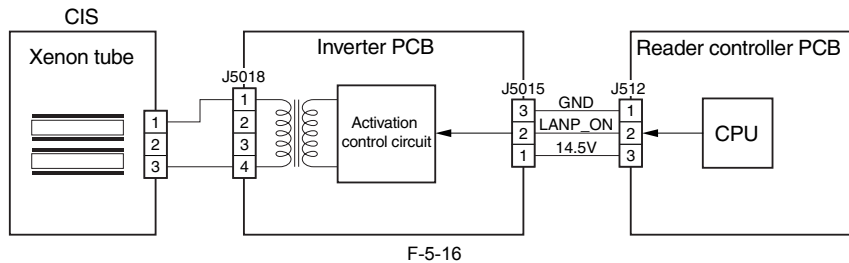 CIS
Xenon tube
1
2
3
Inverter PCB
J5018
1
2
3
4
Activation
control circuit
J5015
3
2
1
GND
LANP_ON
14.5V
Reader controller PCB
J512
1
2
3
CPU
F-5-16